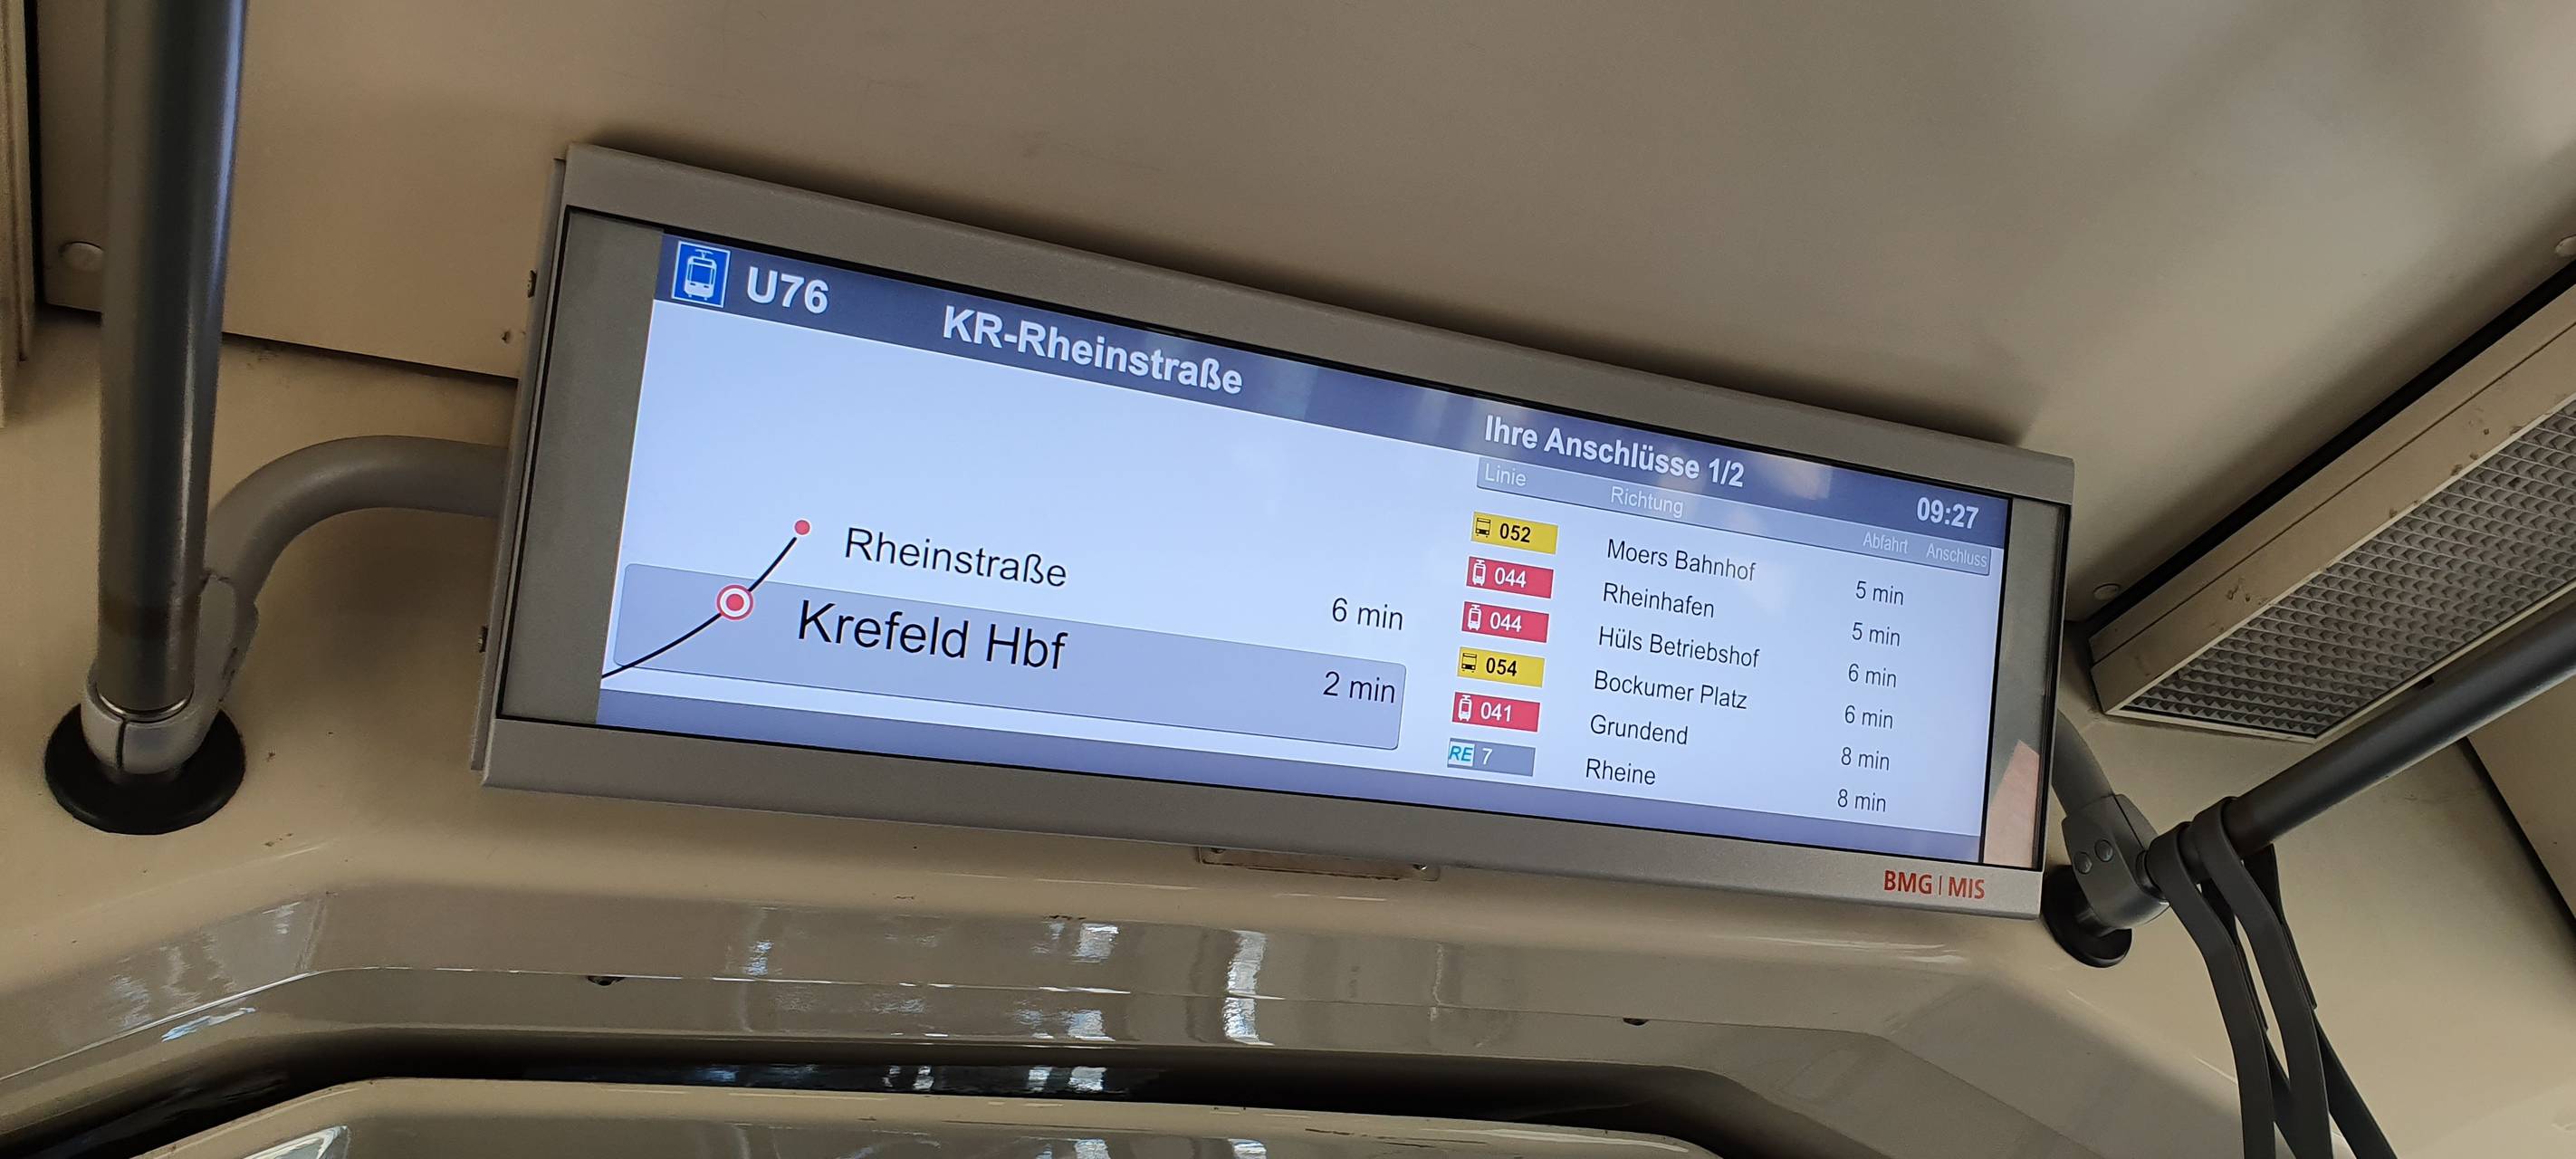 U76 KR-Rheinstraße
Ihre Anschlüsse 1/2 09:27
Linie Richtung Abfahrt Anschluss
Rheinstraße 6 min
Krefeld Hbf 2 min
052 Moers Bahnhof 5 min
044 Rheinhafen 5 min
044 Hüls Betriebshof 6 min
054 Bockumer Platz 6 min
041 Grundend 8 min
RE 7 Rheine 8 min
BMG | MIS